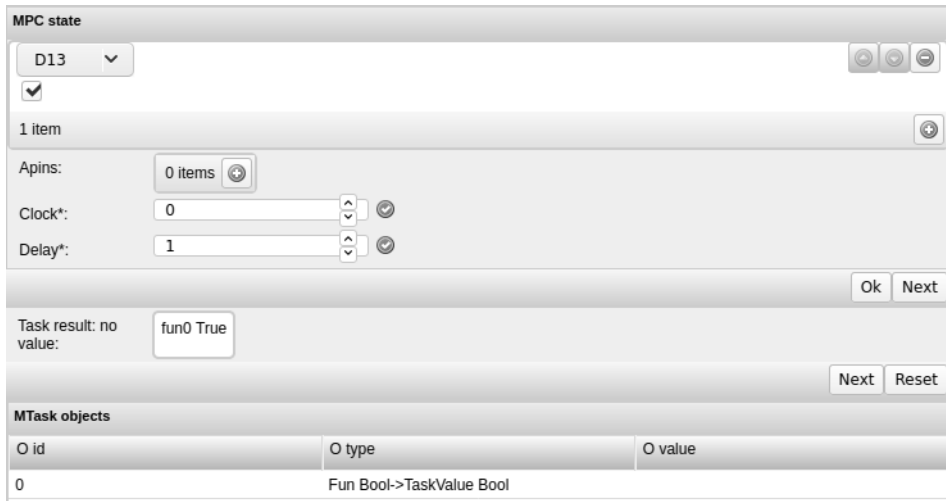 MPC state
D13
1 item
Apins:
0 items
Clock*:
0
Delay*:
1
Ok Next
Task result: no
value:
fun0 True
Next Reset
MTask objects
O id O type O value
0 Fun Bool->TaskValue Bool